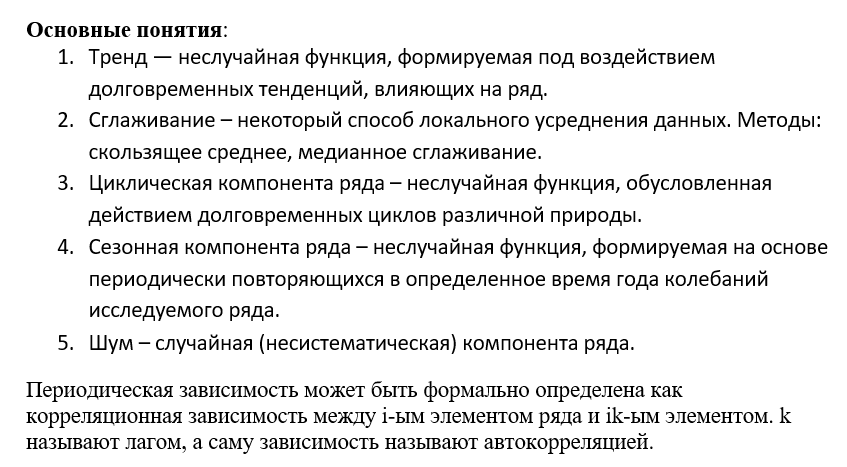 Основные понятия:
1. Тренд — неслучайная функция, формируемая под воздействием
долговременных тенденций, влияющих на ряд.
2. Сглаживание – некоторый способ локального усреднения данных. Методы:
скользящее среднее, медианное сглаживание.
3. Циклическая компонента ряда – неслучайная функция, обусловленная
действием долговременных циклов различной природы.
4. Сезонная компонента ряда – неслучайная функция, формируемая на основе
периодически повторяющихся в определенное время года колебаний
исследуемого ряда.
5. Шум – случайная (несистематическая) компонента ряда.
Периодическая зависимость может быть формально определена как
корреляционная зависимость между i-ым элементом ряда и ik-ым элементом. k
называют лагом, а саму зависимость называют автокорреляцией.